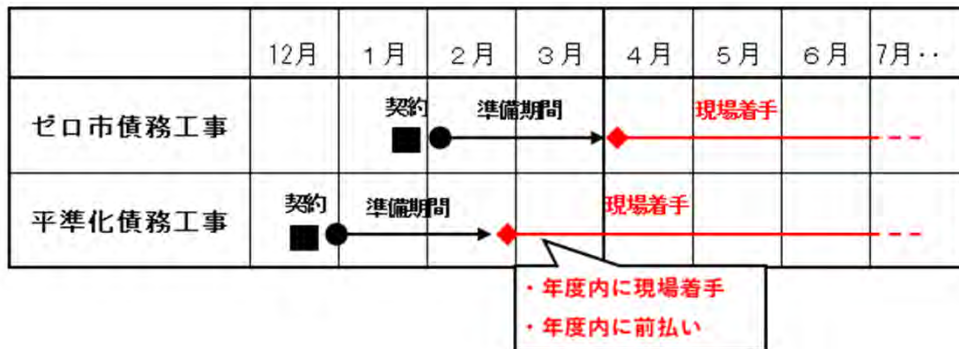 12月 1月 2月 3月 4月 5月 6月 7月‥
契約 準備期間 現場着手
ゼロ市債務工事
契約 準備期間 現場着手
平準化債務工事
・年度内に現場着手
・年度内に前払い